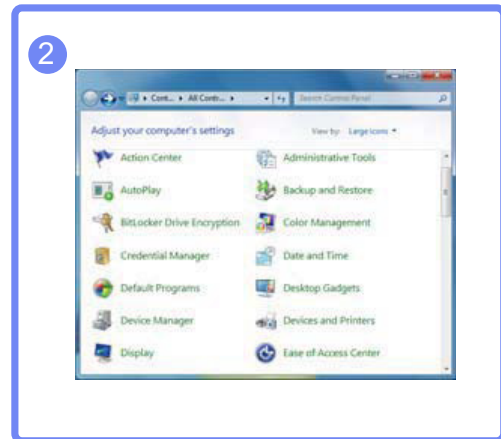 2
Cont... All Contr...
Search Control Panel
Adjust your computer's settings
View by: Large icons
Action Center
Administrative Tools
AutoPlay
Backup and Restore
BitLocker Drive Encryption
Color Management
Credential Manager
Date and Time
Default Programs
Desktop Gadgets
Device Manager
Devices and Printers
Display
Ease of Access Center